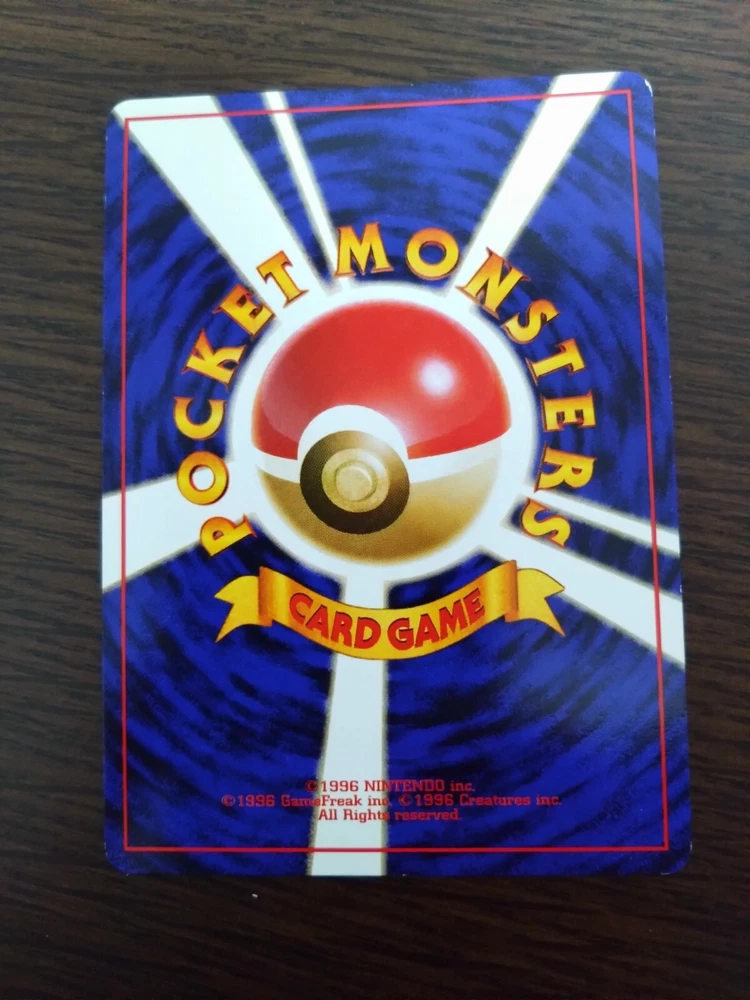 POCKET MONSTERS
CARD GAME
©1996 NINTENDO inc.
©1996 GameFreak inc. ©1996 Creatures inc.
All Rights reserved.